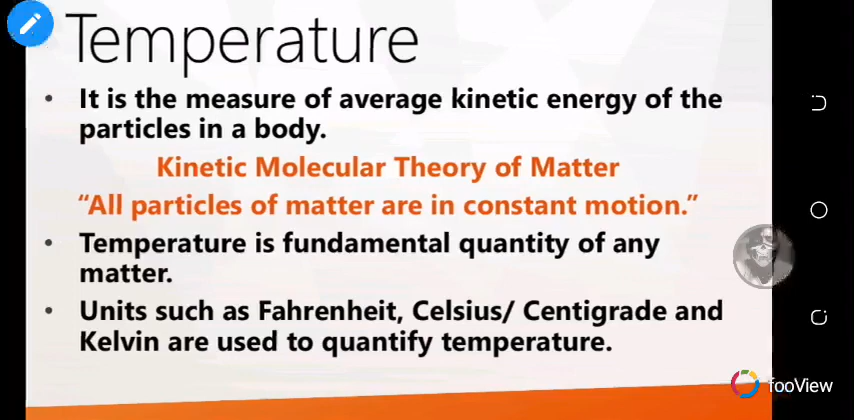 Temperature
• It is the measure of average kinetic energy of the
particles in a body.
Kinetic Molecular Theory of Matter
“All particles of matter are in constant motion.”
• Temperature is fundamental quantity of any
matter.
• Units such as Fahrenheit, Celsius/ Centigrade and
Kelvin are used to quantify temperature.
fooView